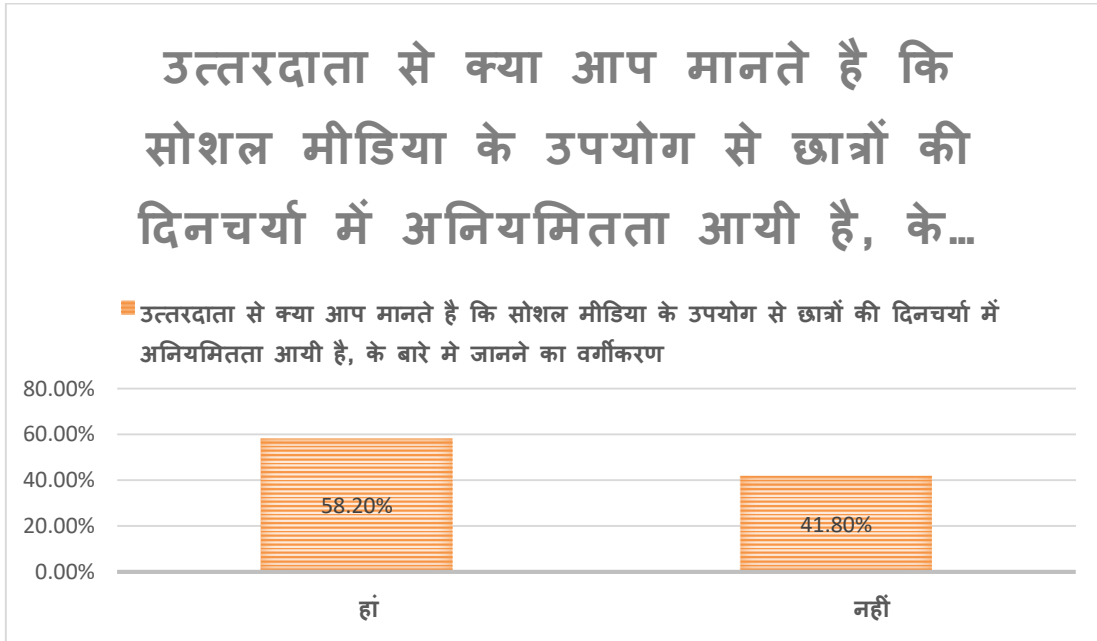 उत्तरदाता से क्या आप मानते है कि
सोशल मीडिया के उपयोग से छात्रों की
दिनचर्या में अनियमितता आयी है, के...
उत्तरदाता से क्या आप मानते है कि सोशल मीडिया के उपयोग से छात्रों की दिनचर्या में
अनियमितता आयी है, के बारे मे जानने का वर्गीकरण
80.00%
60.00%
40.00%
20.00%
0.00%
58.20%
41.80%
हां
नहीं